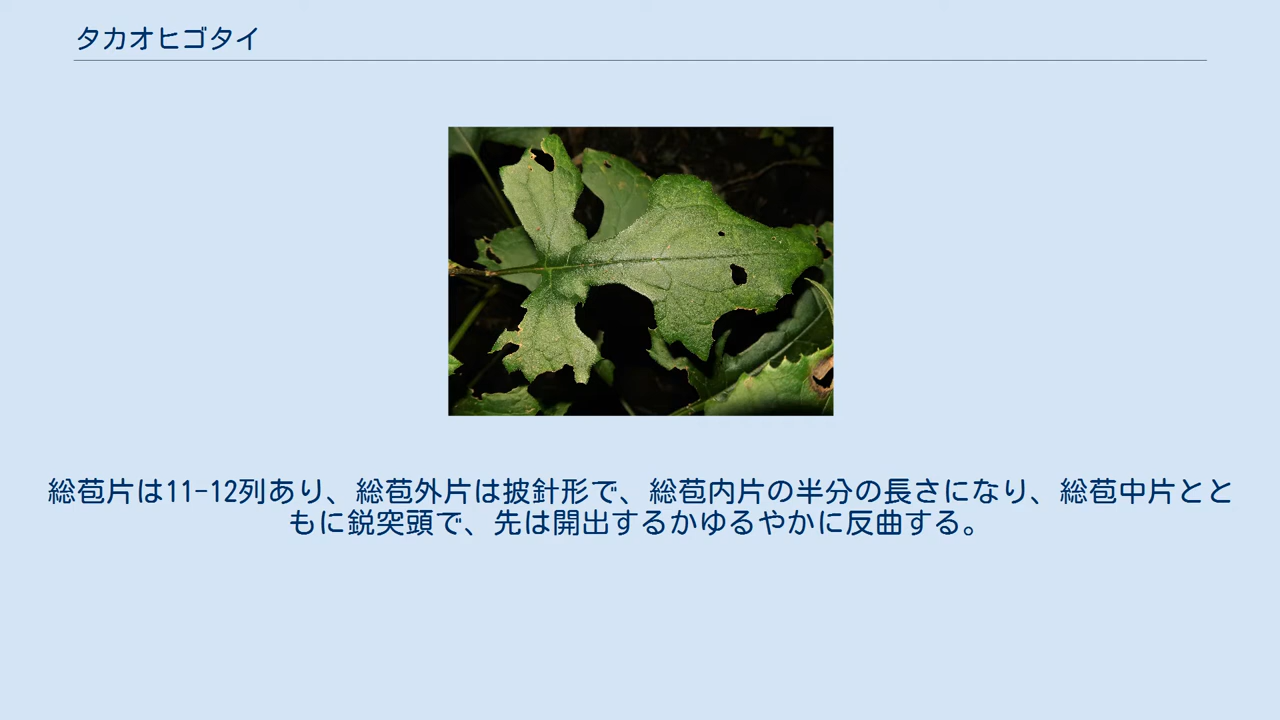 タカオヒゴタイ
総苞片は11-12列あり、総苞外片は披針形で、総苞内片の半分の長さになり、総苞中片とと
もに鋭突頭で、先は開出するかゆるやかに反曲する。